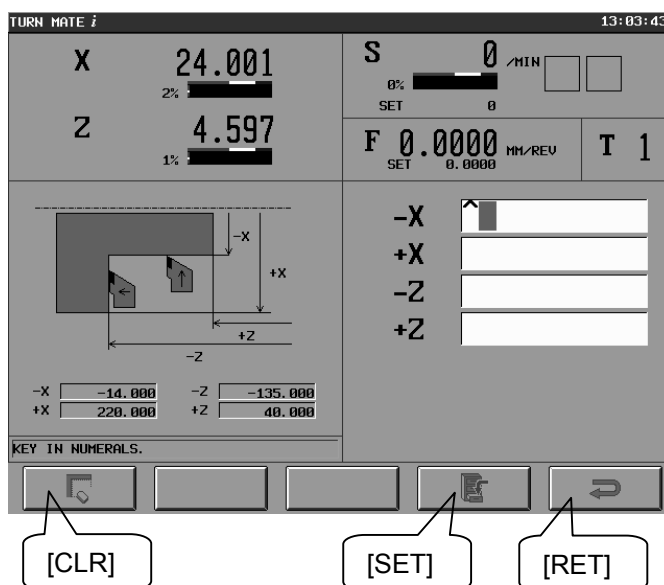 TURN MATE i 13:03:43
X 24.001
2%
Z 4.597
1%
S 0 /MIN
0%
SET 0
F 0.0000 MM/REV
SET 0.0000
T 1
-X
+X
+Z
-Z
-X -14.000 -Z -135.000
+X 220.000 +Z 40.000
KEY IN NUMERALS.
-X ^
+X
-Z
+Z
[CLR] [SET] [RET]